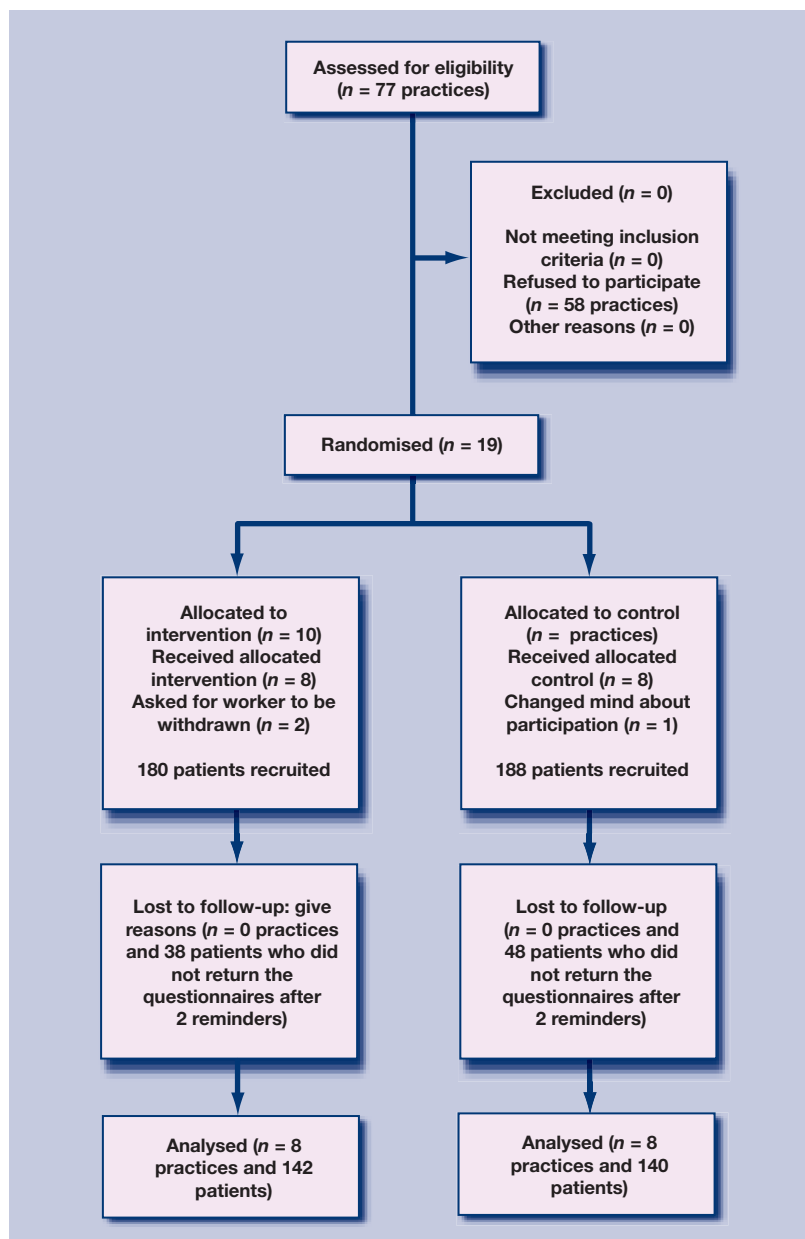 Assessed for eligibility
(n = 77 practices)
Excluded (n = 0)
Not meeting inclusion
criteria (n = 0)
Refused to participate
(n = 58 practices)
Other reasons (n = 0)
Randomised (n = 19)
Allocated to
intervention (n = 10)
Received allocated
intervention (n = 8)
Asked for worker to be
withdrawn (n = 2)
180 patients recruited
Allocated to control
(n = practices)
Received allocated
control (n = 8)
Changed mind about
participation (n = 1)
188 patients recruited
Lost to follow-up: give
reasons (n = 0 practices
and 38 patients who did
not return the
questionnaires after
2 reminders)
Lost to follow-up
(n = 0 practices and
48 patients who did
not return the
questionnaires after
2 reminders)
Analysed (n = 8
practices and 142
patients)
Analysed (n = 8
practices and 140
patients)